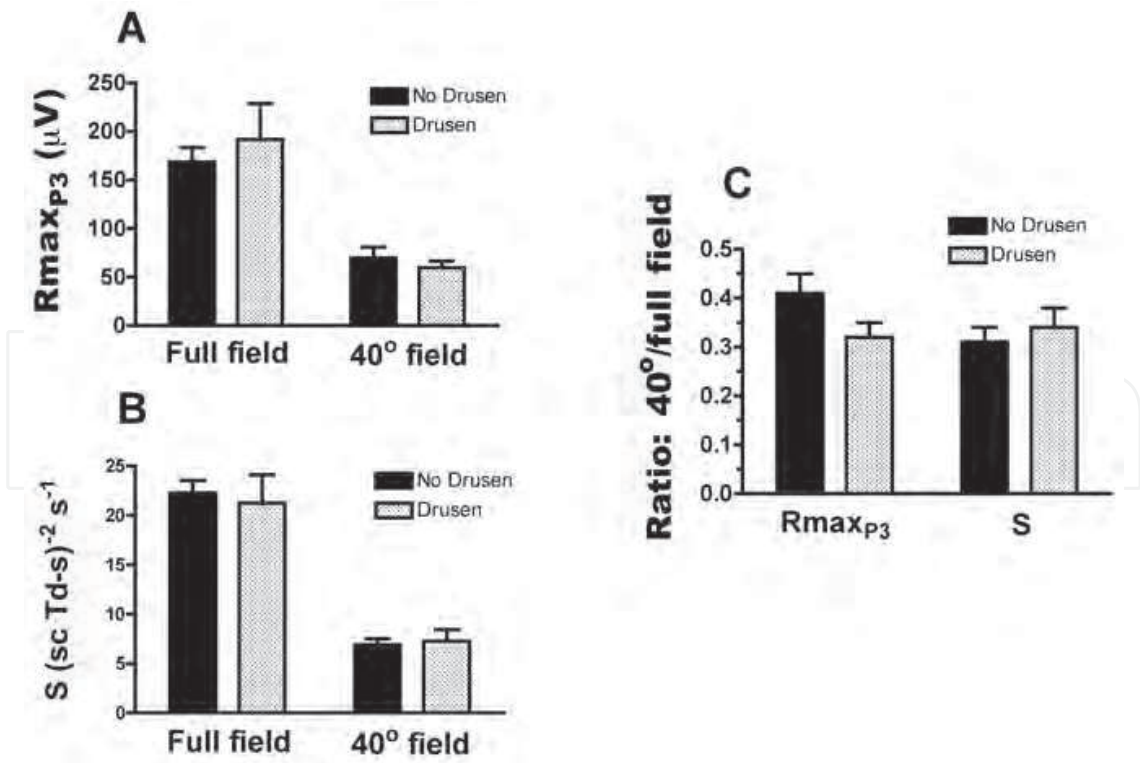 A
Rmax P3 (µV)
250
200
150
100
50
0
No Drusen
Drusen
Full field
40° field
B
S (sc Td-s)-2 s-1
25
20
15
10
5
0
No Drusen
Drusen
Full field
40° field
C
Ratio: 40°/full field
0.5
0.4
0.3
0.2
0.1
0.0
No Drusen
Drusen
RmaxP3
S